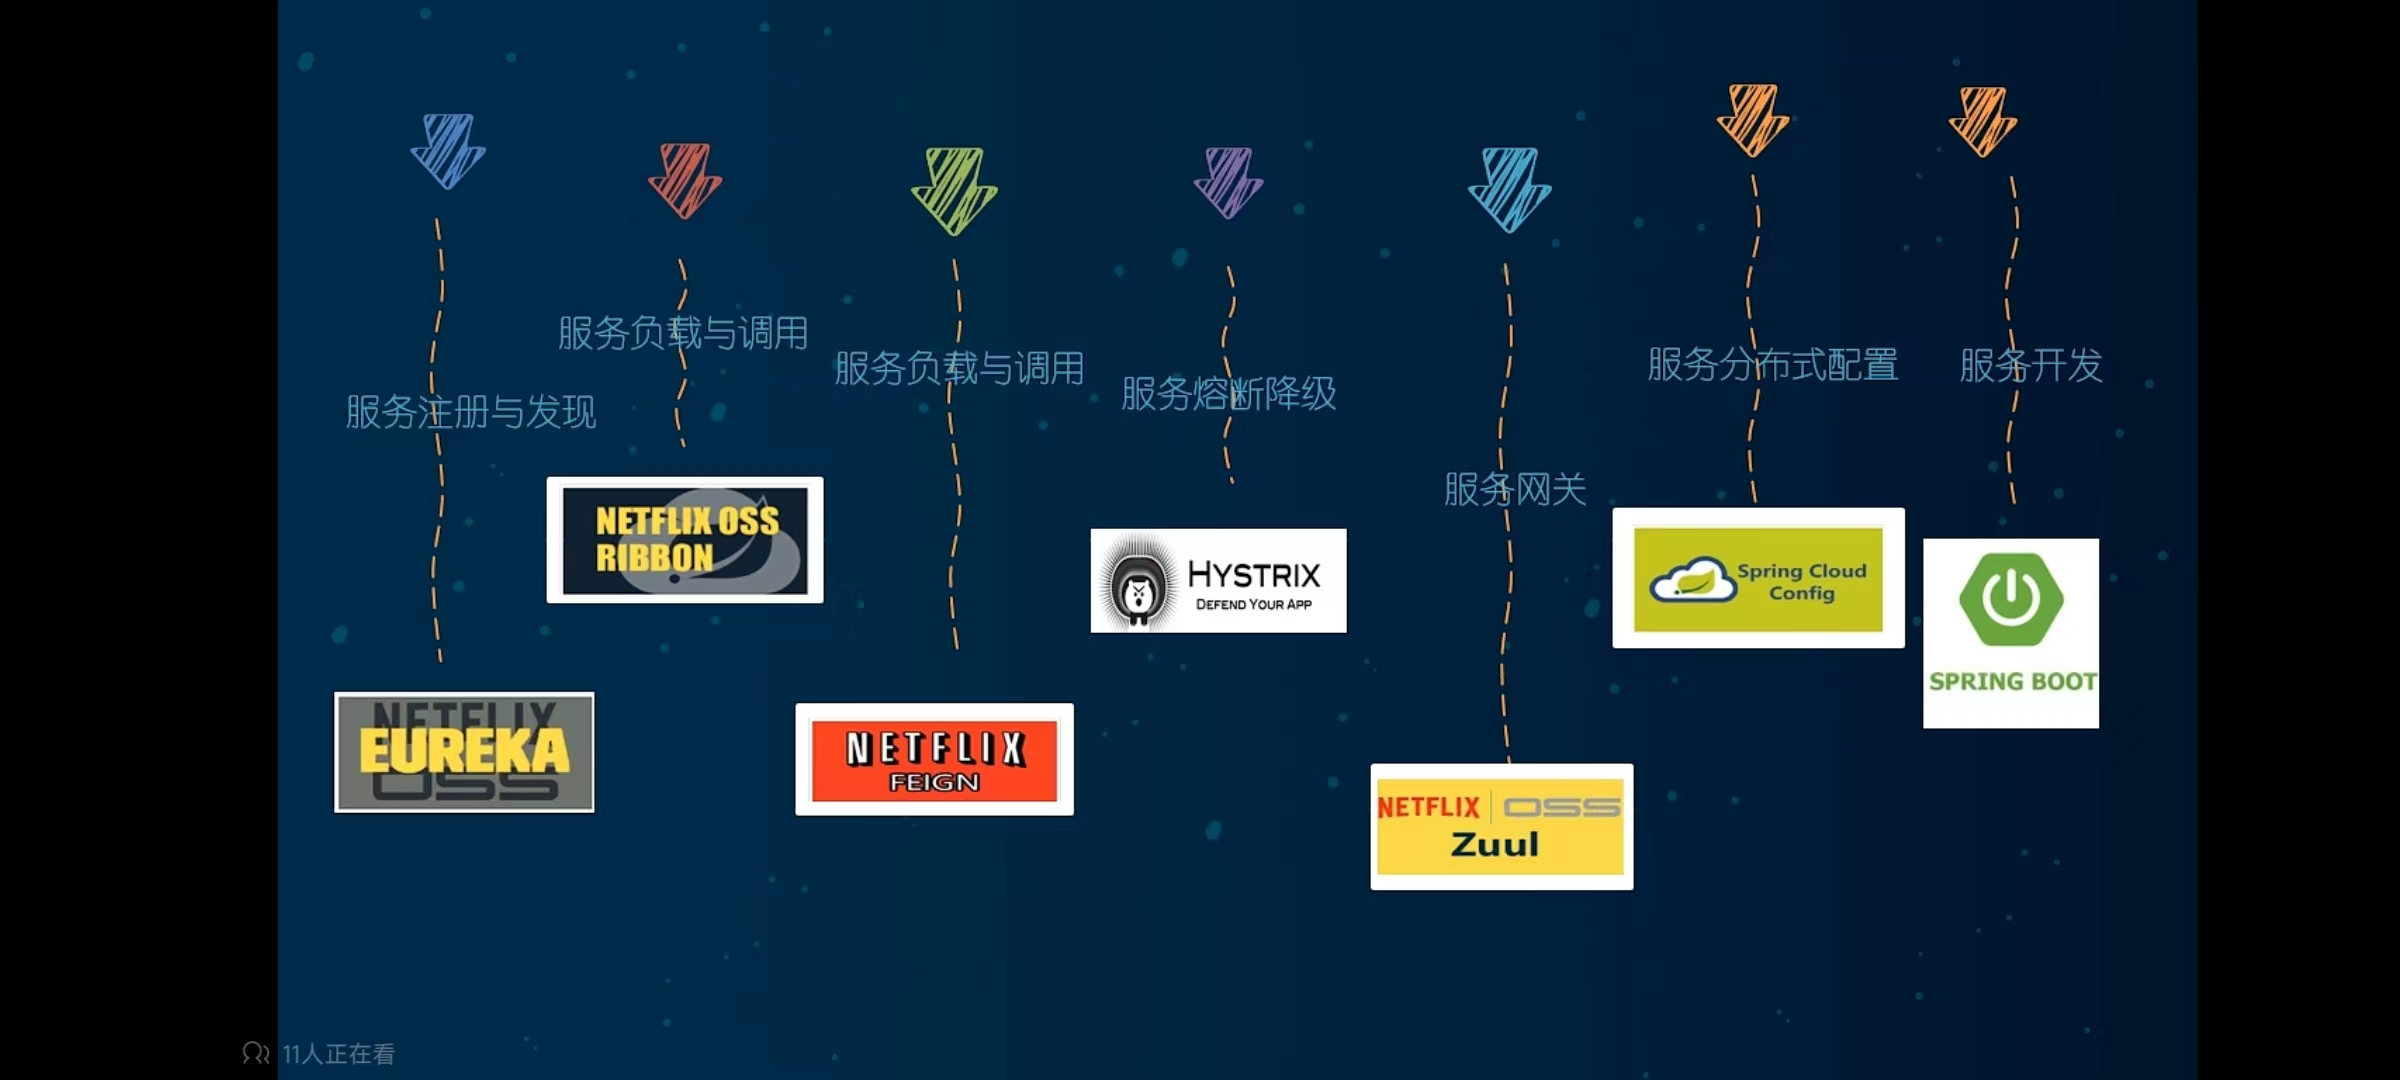 服务注册与发现
NETFLIX
EUREKA
OSS
服务负载与调用
NETFLIX OSS
RIBBON
服务负载与调用
NETFLIX
FEIGN
服务熔断降级
HYSTRIX
DEFEND YOUR APP
服务网关
NETFLIX | OSS
Zuul
服务分布式配置
Spring Cloud
Config
服务开发
SPRING BOOT
11人正在看